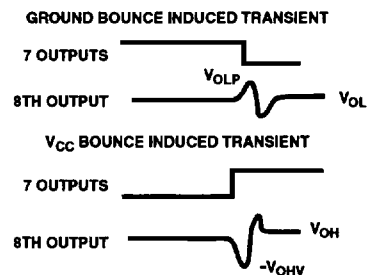 GROUND BOUNCE INDUCED TRANSIENT
7 OUTPUTS
VOLP
8TH OUTPUT
VOL
VCC BOUNCE INDUCED TRANSIENT
7 OUTPUTS
VOH
8TH OUTPUT
-VOHV